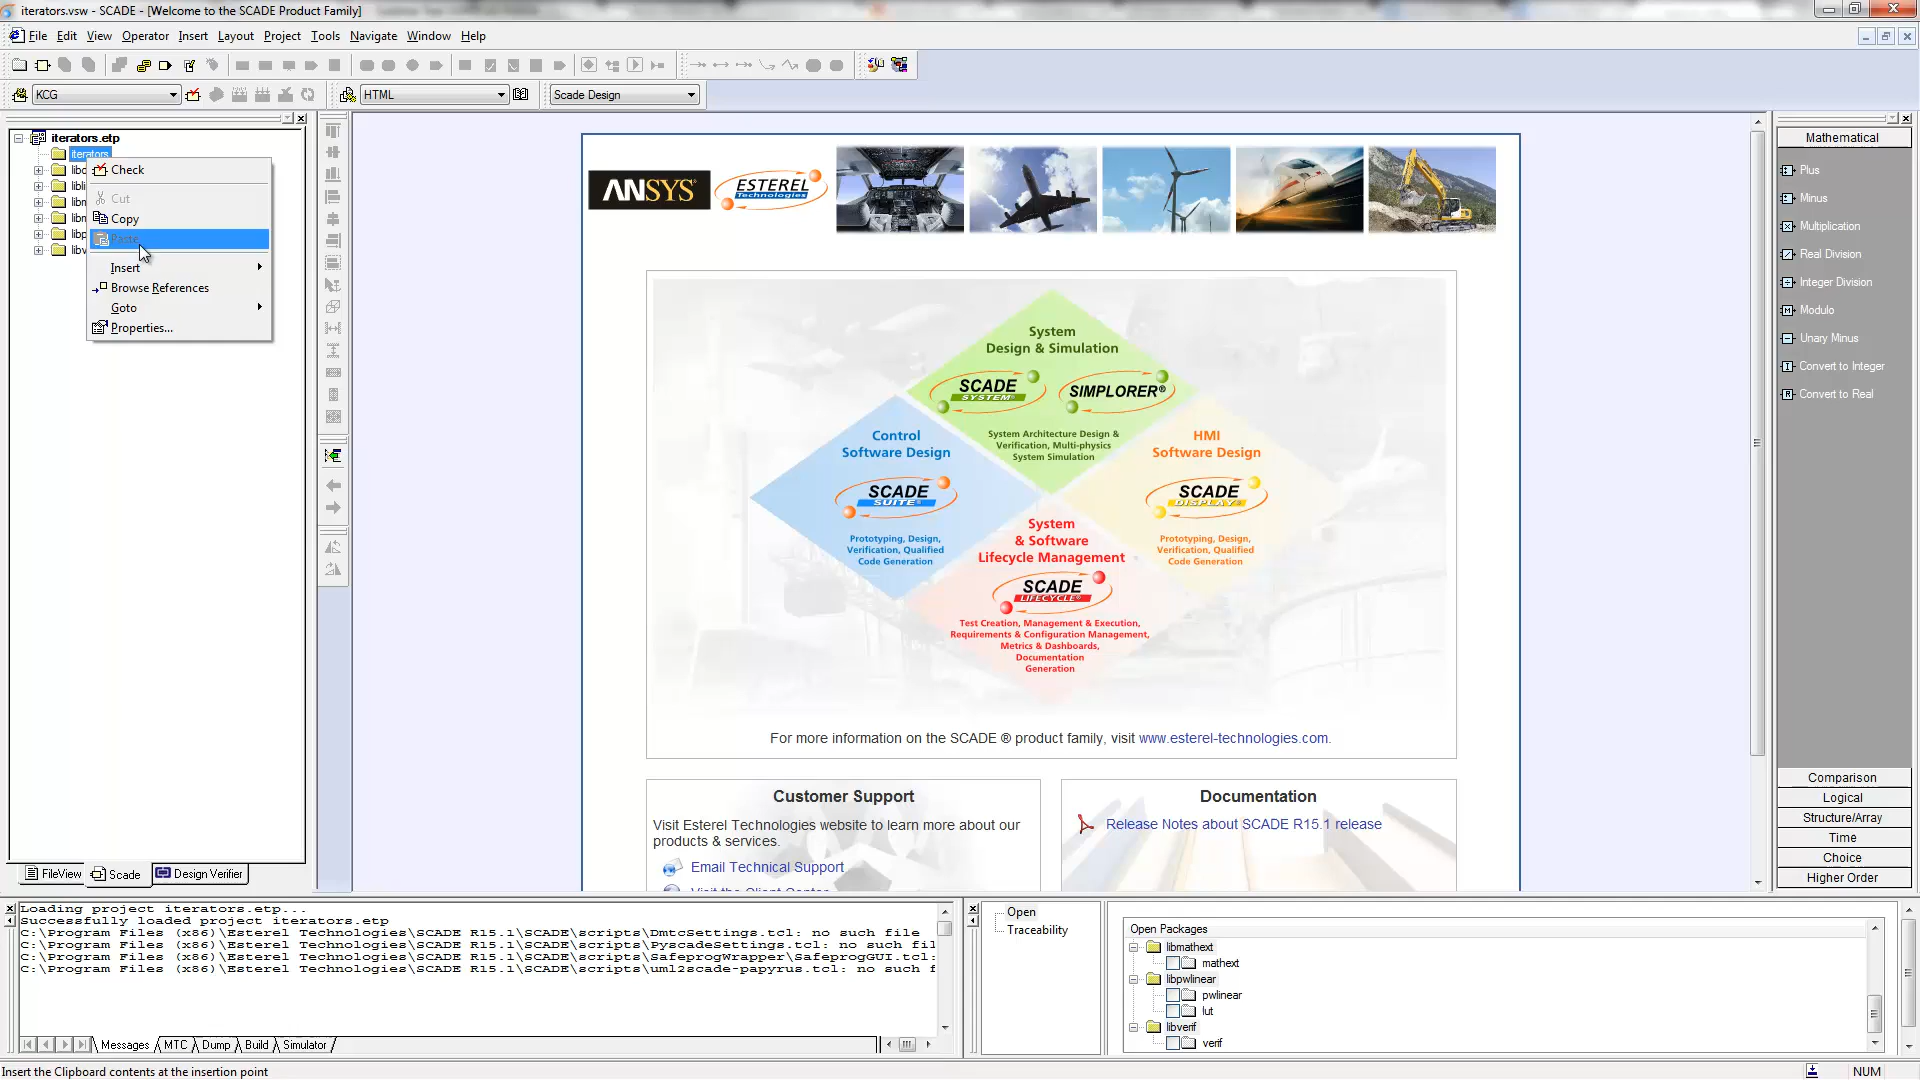 iterators.vsw - SCADE - [Welcome to the SCADE Product Family]
File Edit View Operator Insert Layout Project Tools Navigate Window Help
KCG HTML Scade Design
iterators.etp
iterators
Check
Cut
Copy
Paste
Insert
Browse References
Goto
Properties...
FileView Scade Design Verifier
ANSYS ESTEREL Technologies
System
Design & Simulation
SCADE SYSTEM® SIMPLORER®
System Architecture Design &
Verification, Multi-physics
System Simulation
Control
Software Design
SCADE SUITE®
Prototyping, Design,
Verification, Qualified
Code Generation
HMI
Software Design
SCADE DISPLAY®
Prototyping, Design,
Verification, Qualified
Code Generation
System
& Software
Lifecycle Management
SCADE LIFECYCLE®
Test Creation, Management & Execution,
Requirements & Configuration Management,
Metrics & Dashboards,
Documentation
Generation
For more information on the SCADE ® product family, visit www.esterel-technologies.com.
Customer Support
Visit Esterel Technologies website to learn more about our
products & services.
Email Technical Support
Documentation
Release Notes about SCADE R15.1 release
Mathematical
Plus
Minus
Multiplication
Real Division
Integer Division
Modulo
Unary Minus
Convert to Integer
Convert to Real
Comparison
Logical
Structure/Array
Time
Choice
Higher Order
Loading project iterators.etp...
Successfully loaded project iterators.etp
C:\Program Files (x86)\Esterel Technologies\SCADE R15.1\SCADE\scripts\DmtcSettings.tcl: no such file
C:\Program Files (x86)\Esterel Technologies\SCADE R15.1\SCADE\scripts\PyscadeSettings.tcl: no such fil
C:\Program Files (x86)\Esterel Technologies\SCADE R15.1\SCADE\scripts\SafeprogWrapper\SafeprogGUI.tcl:
C:\Program Files (x86)\Esterel Technologies\SCADE R15.1\SCADE\scripts\uml2scade-papyrus.tcl: no such f
Messages MTC Dump Build Simulator
Open
Traceability
Open Packages
libmathext
mathext
libpwlinear
pwlinear
lut
libverif
verif
Insert the Clipboard contents at the insertion point
NUM